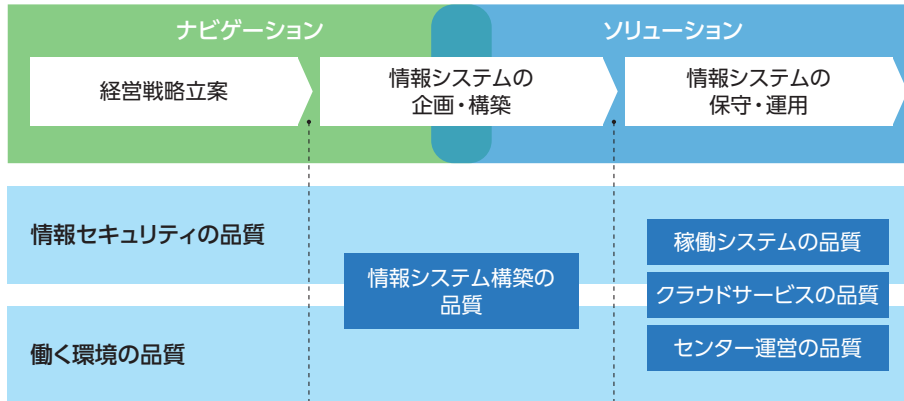 ナビゲーション
ソリューション
経営戦略立案
情報システムの
企画・構築
情報システムの
保守・運用
情報セキュリティの品質
稼働システムの品質
情報システム構築の
品質
クラウドサービスの品質
働く環境の品質
センター運営の品質